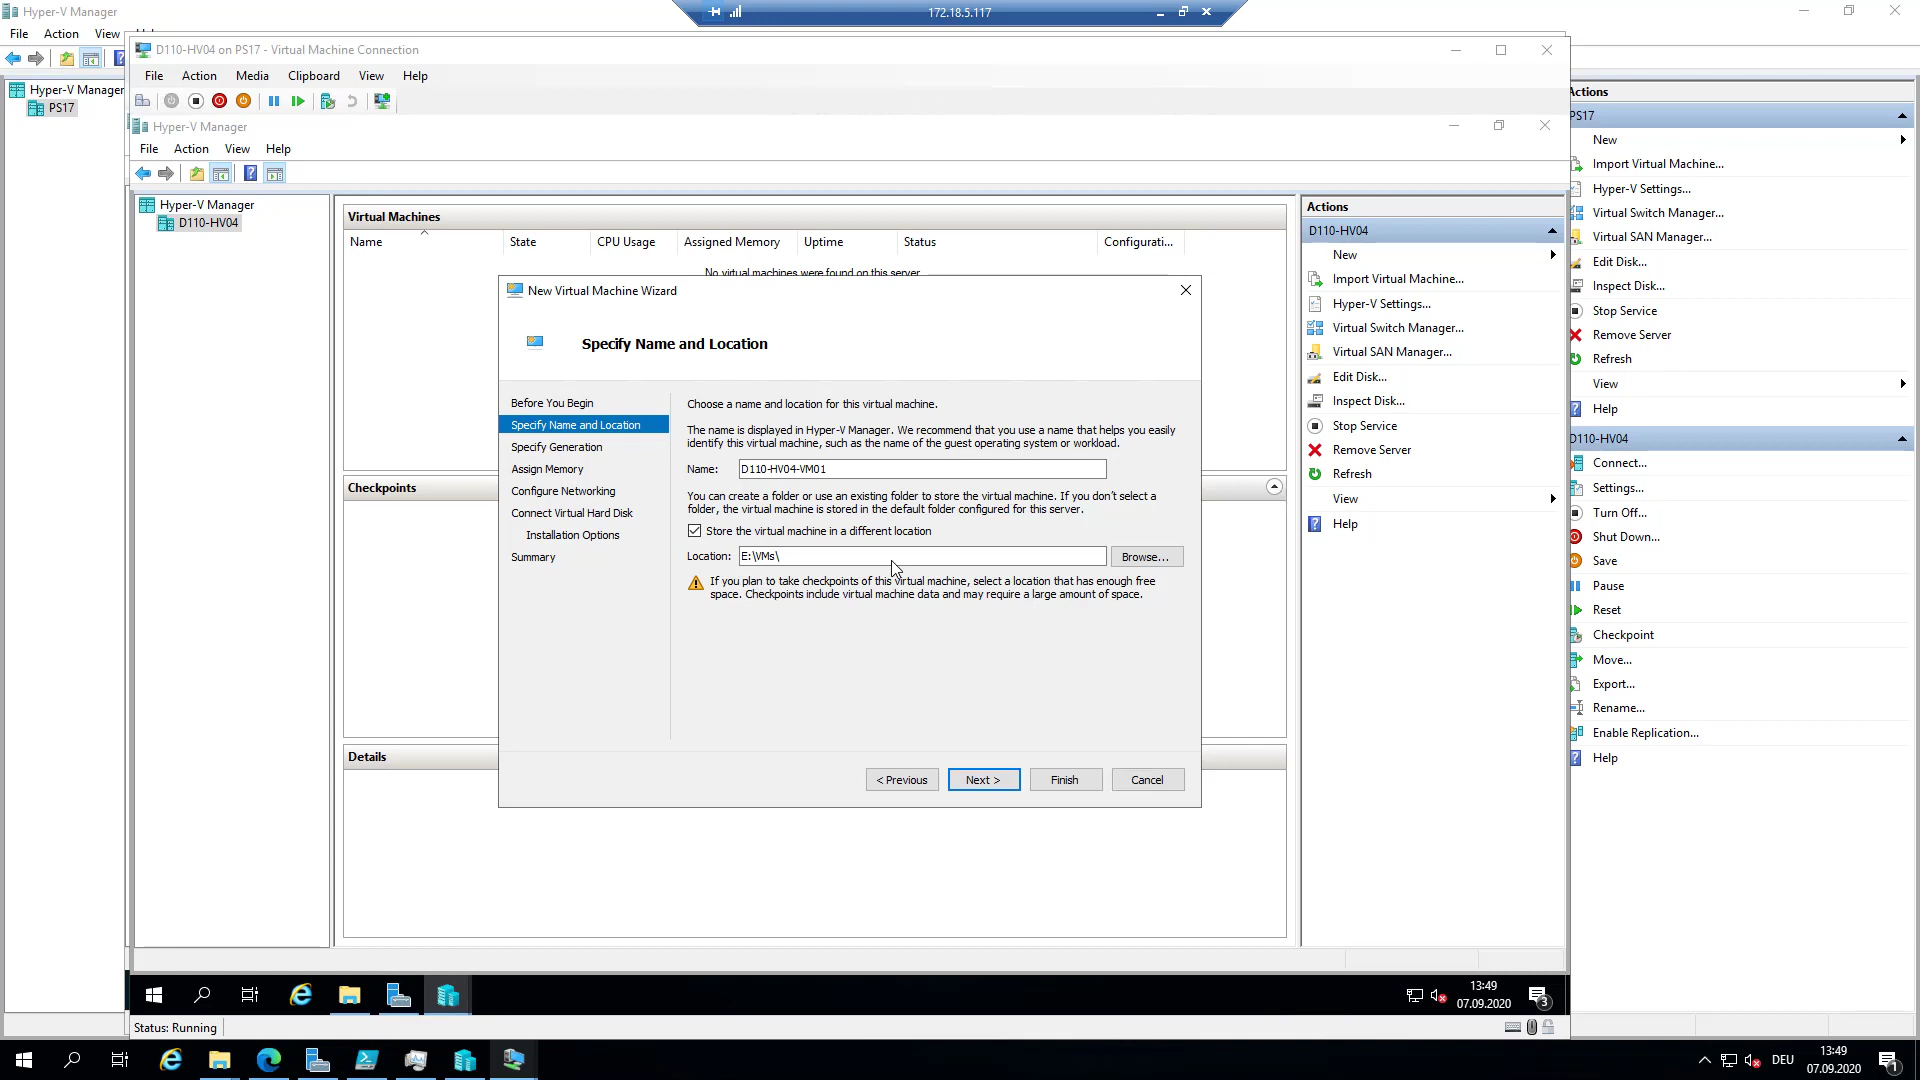 Hyper-V Manager
172.18.5.117
File Action View
D110-HV04 on PS17 - Virtual Machine Connection
File Action Media Clipboard View Help
Hyper-V Manager
PS17
Hyper-V Manager
File Action View Help
Hyper-V Manager
D110-HV04
Virtual Machines
Name State CPU Usage Assigned Memory Uptime Status Configurati...
No virtual machines were found on this server.
New Virtual Machine Wizard
Specify Name and Location
Before You Begin
Specify Name and Location
Specify Generation
Assign Memory
Configure Networking
Connect Virtual Hard Disk
Installation Options
Summary
Choose a name and location for this virtual machine.
The name is displayed in Hyper-V Manager. We recommend that you use a name that helps you easily
identify this virtual machine, such as the name of the guest operating system or workload.
Name: D110-HV04-VM01
You can create a folder or use an existing folder to store the virtual machine. If you don't select a
folder, the virtual machine is stored in the default folder configured for this server.
Store the virtual machine in a different location
Location: E:\VMs\ Browse...
If you plan to take checkpoints of this virtual machine, select a location that has enough free
space. Checkpoints include virtual machine data and may require a large amount of space.
< Previous Next > Finish Cancel
Checkpoints
Details
Actions
D110-HV04
New
Import Virtual Machine...
Hyper-V Settings...
Virtual Switch Manager...
Virtual SAN Manager...
Edit Disk...
Inspect Disk...
Stop Service
Remove Server
Refresh
View
Help
Actions
PS17
New
Import Virtual Machine...
Hyper-V Settings...
Virtual Switch Manager...
Virtual SAN Manager...
Edit Disk...
Inspect Disk...
Stop Service
Remove Server
Refresh
View
Help
D110-HV04
Connect...
Settings...
Turn Off...
Shut Down...
Save
Pause
Reset
Checkpoint
Move...
Export...
Rename...
Enable Replication...
Help
13:49
07.09.2020
3
Status: Running
DEU
13:49
07.09.2020
1